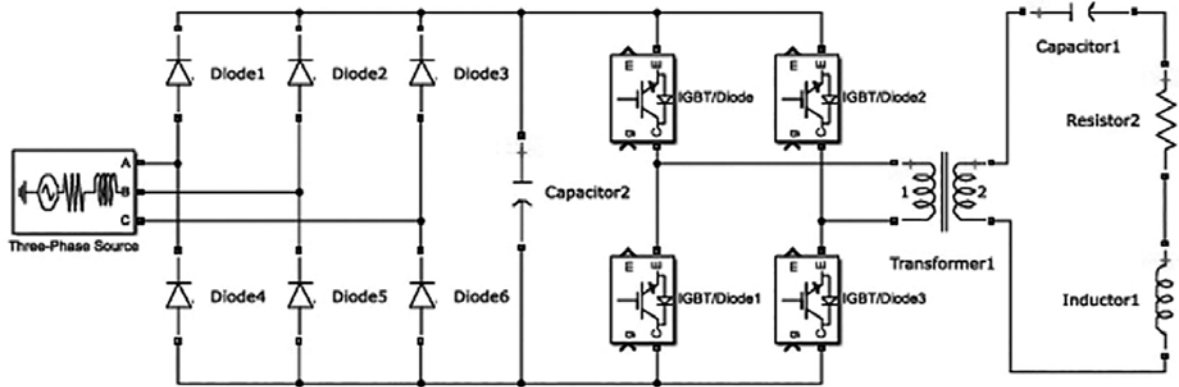 Capacitor1
Diode1
Diode2
Diode3
IGBT/Diode
IGBT/Diode2
Resistor2
A
B
C
Three-Phase Source
Capacitor2
1
2
Transformer1
Diode4
Diode5
Diode6
IGBT/Diode1
IGBT/Diode3
Inductor1